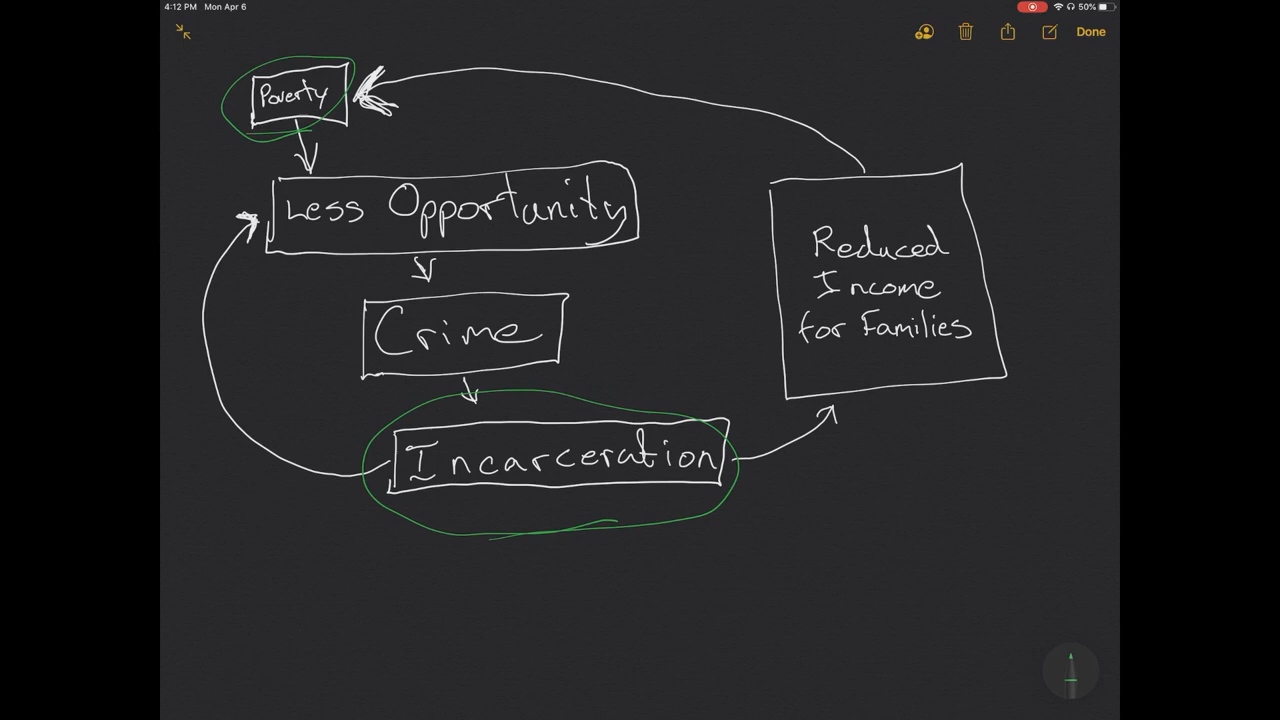 4:12 PM Mon Apr 6
50%
Done
Poverty
Less Opportunity
Crime
Incarceration
Reduced
Income
for Families